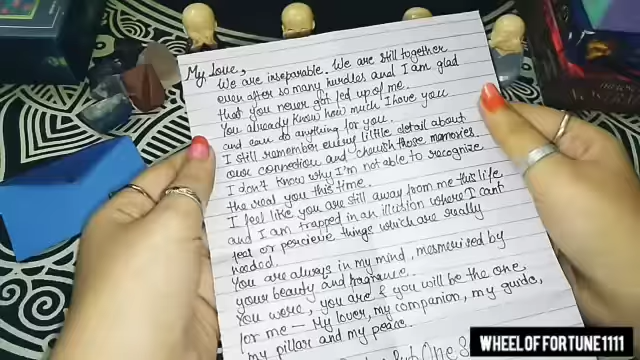 My Love,
We are inseparable. We are still together
even after so many hurdles and I am glad
that you never got fed up of me.
You already know how much I love you
and can do anything for you.
I still remember every little detail about
our connection and cherish those memories.
I don't know why I'm not able to recognize
the real you this time.
I feel like you are still away from me this life
and I am trapped in an illusion where I can't
feel or percieve things which are really
needed.
You are always in my mind, mesmerised by
your beauty and fragrance.
You were, you are & you will be the one
for me — My lover, my companion, my guide,
my pillar and my peace.
One
WHEEL OF FORTUNE1111